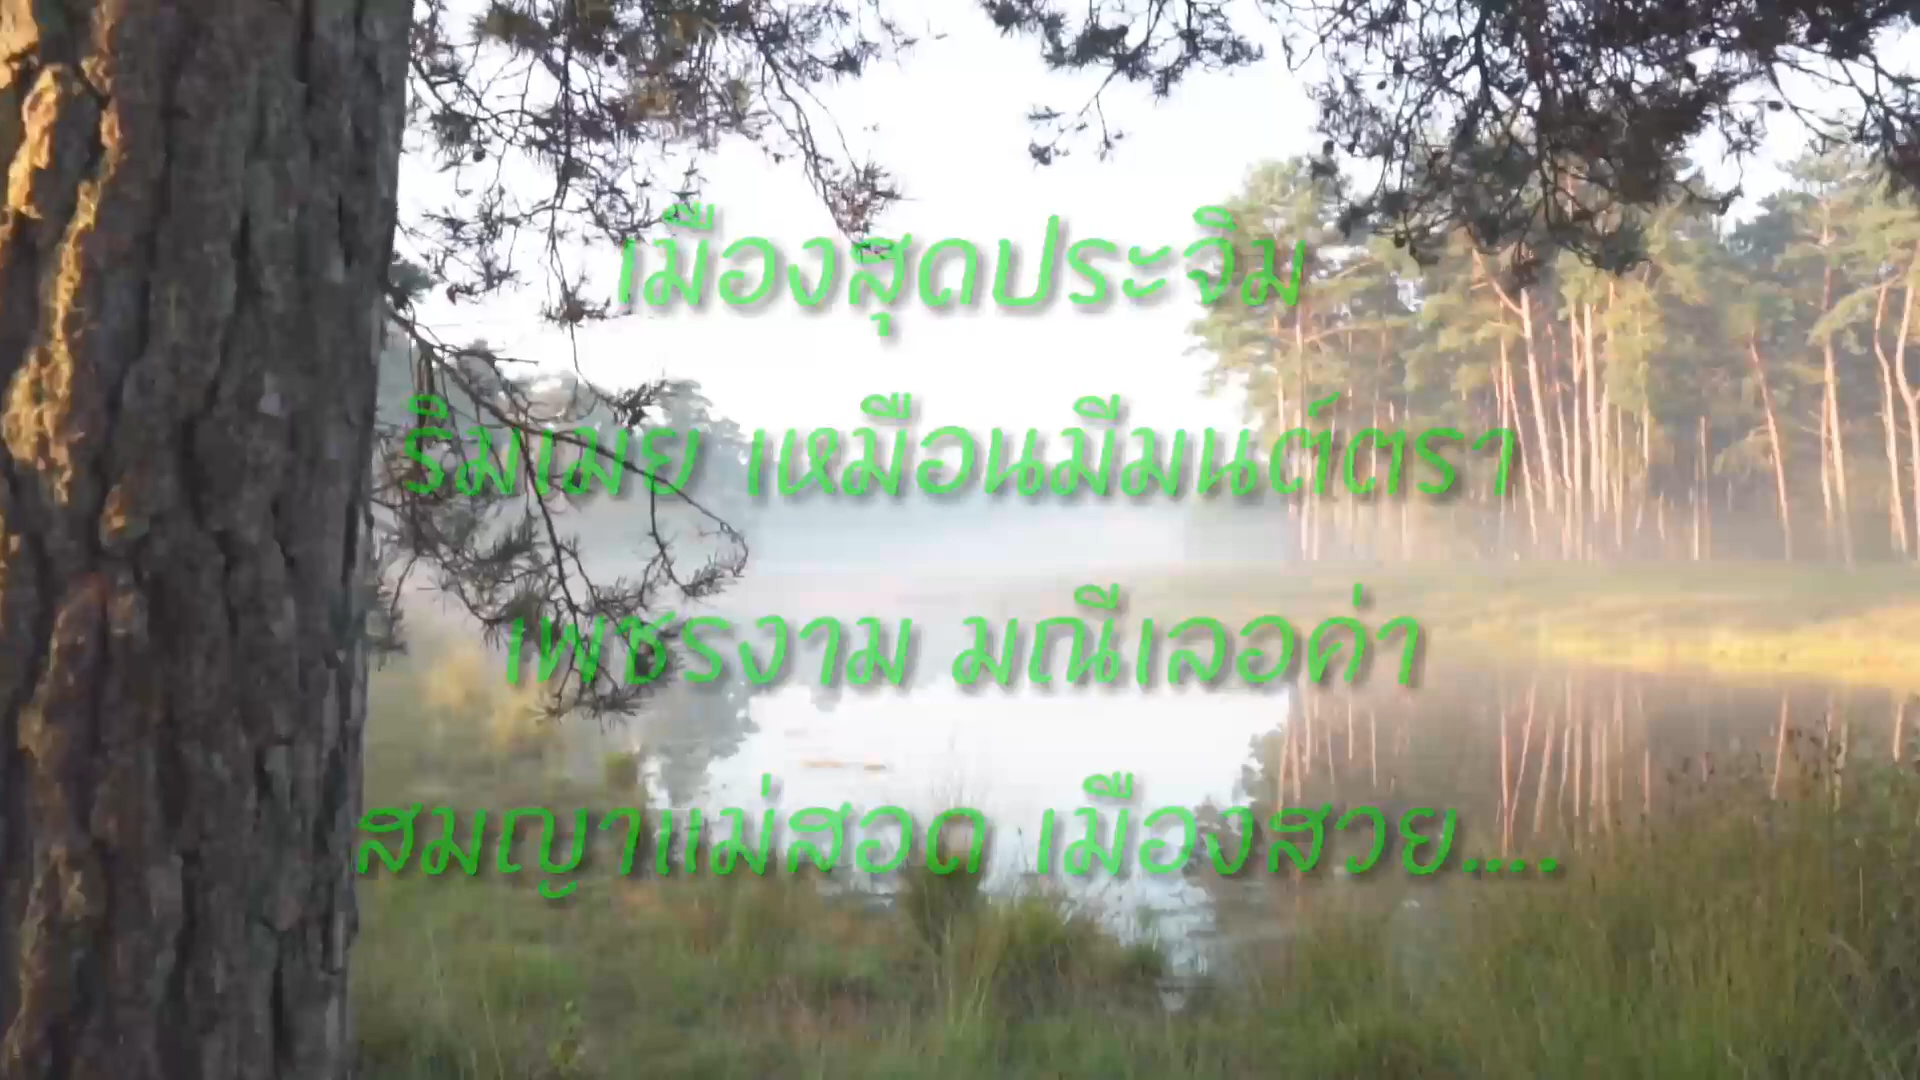 เมืองสุดประจิม
ริมเมย เหมือนมีมนต์ตรา
เพชรงาม มณีเลอค่า
สมญาแม่สอด เมืองสวย....